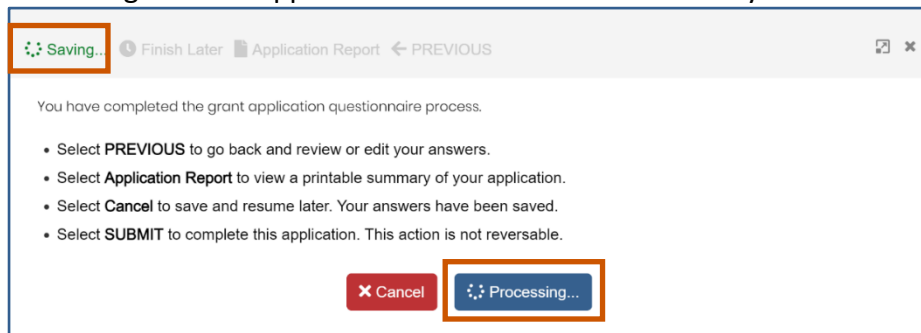 Saving... Finish Later Application Report PREVIOUS
You have completed the grant application questionnaire process.
• Select PREVIOUS to go back and review or edit your answers.
• Select Application Report to view a printable summary of your application.
• Select Cancel to save and resume later. Your answers have been saved.
• Select SUBMIT to complete this application. This action is not reversable.
Cancel Processing...